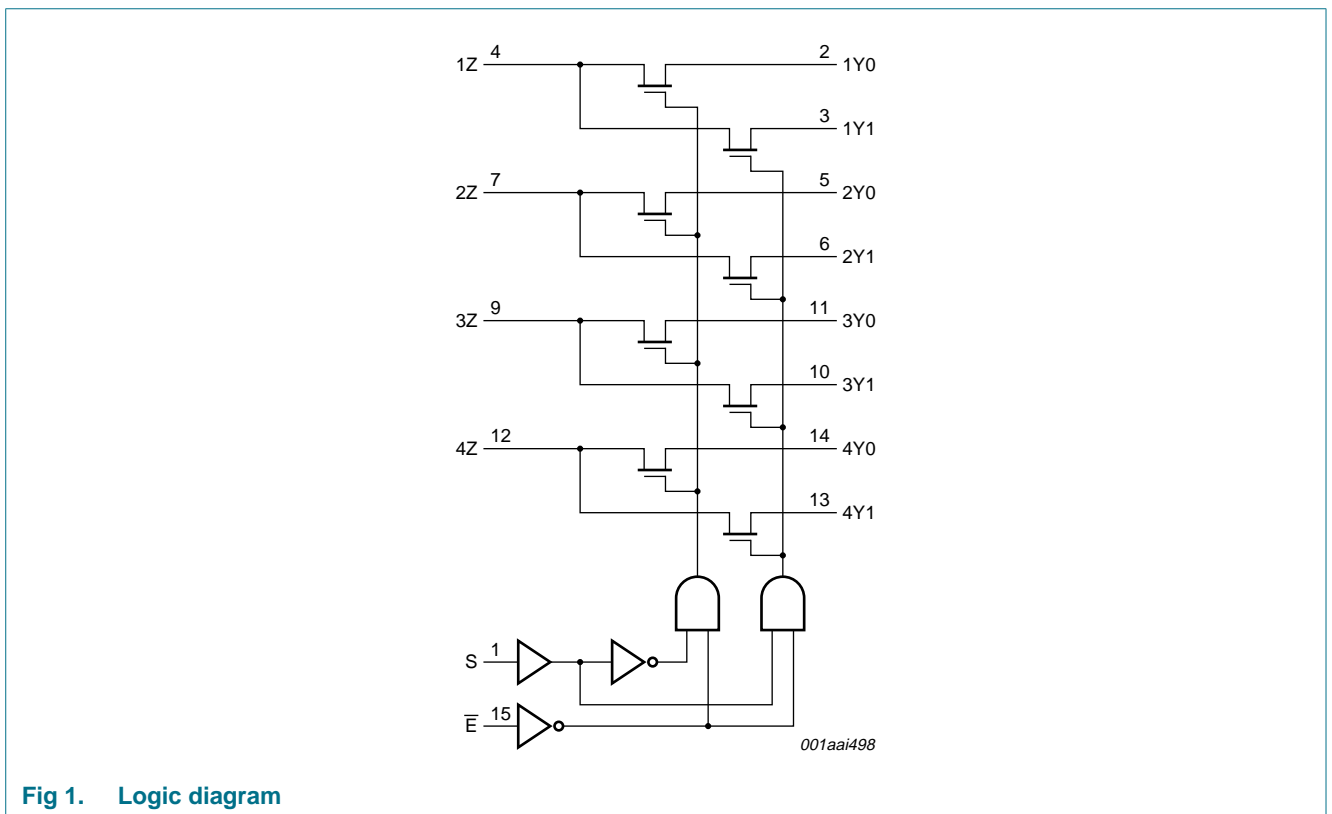 1Z 4 2 1Y0
3 1Y1
2Z 7 5 2Y0
6 2Y1
3Z 9 11 3Y0
10 3Y1
4Z 12 14 4Y0
13 4Y1
S 1
E̅ 15
001aai498
Fig 1. Logic diagram